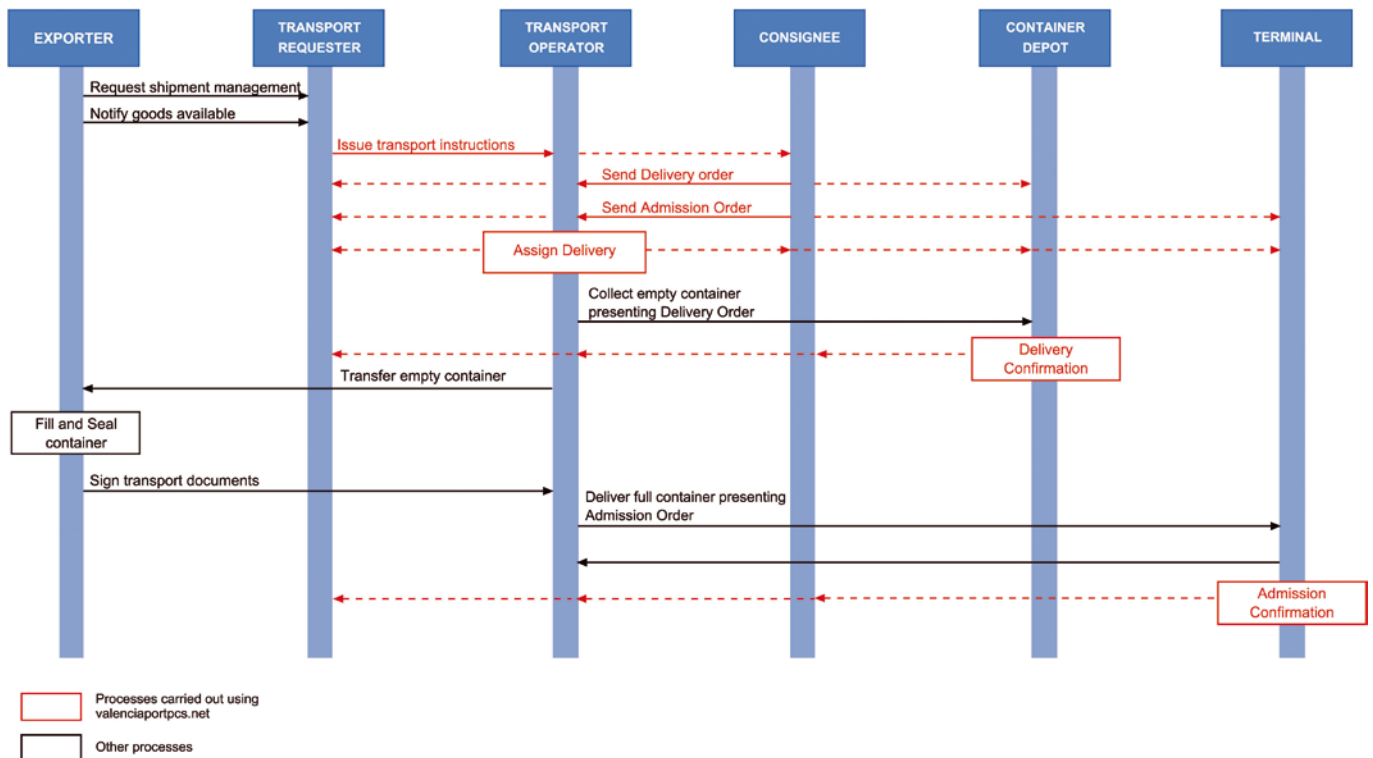 EXPORTER
TRANSPORT
REQUESTER
TRANSPORT
OPERATOR
CONSIGNEE
CONTAINER
DEPOT
TERMINAL
Request shipment management
Notify goods available
Issue transport instructions
Send Delivery order
Send Admission Order
Assign Delivery
Collect empty container
presenting Delivery Order
Delivery
Confirmation
Transfer empty container
Fill and Seal
container
Sign transport documents
Deliver full container presenting
Admission Order
Admission
Confirmation
Processes carried out using
valenciaportpcs.net
Other processes